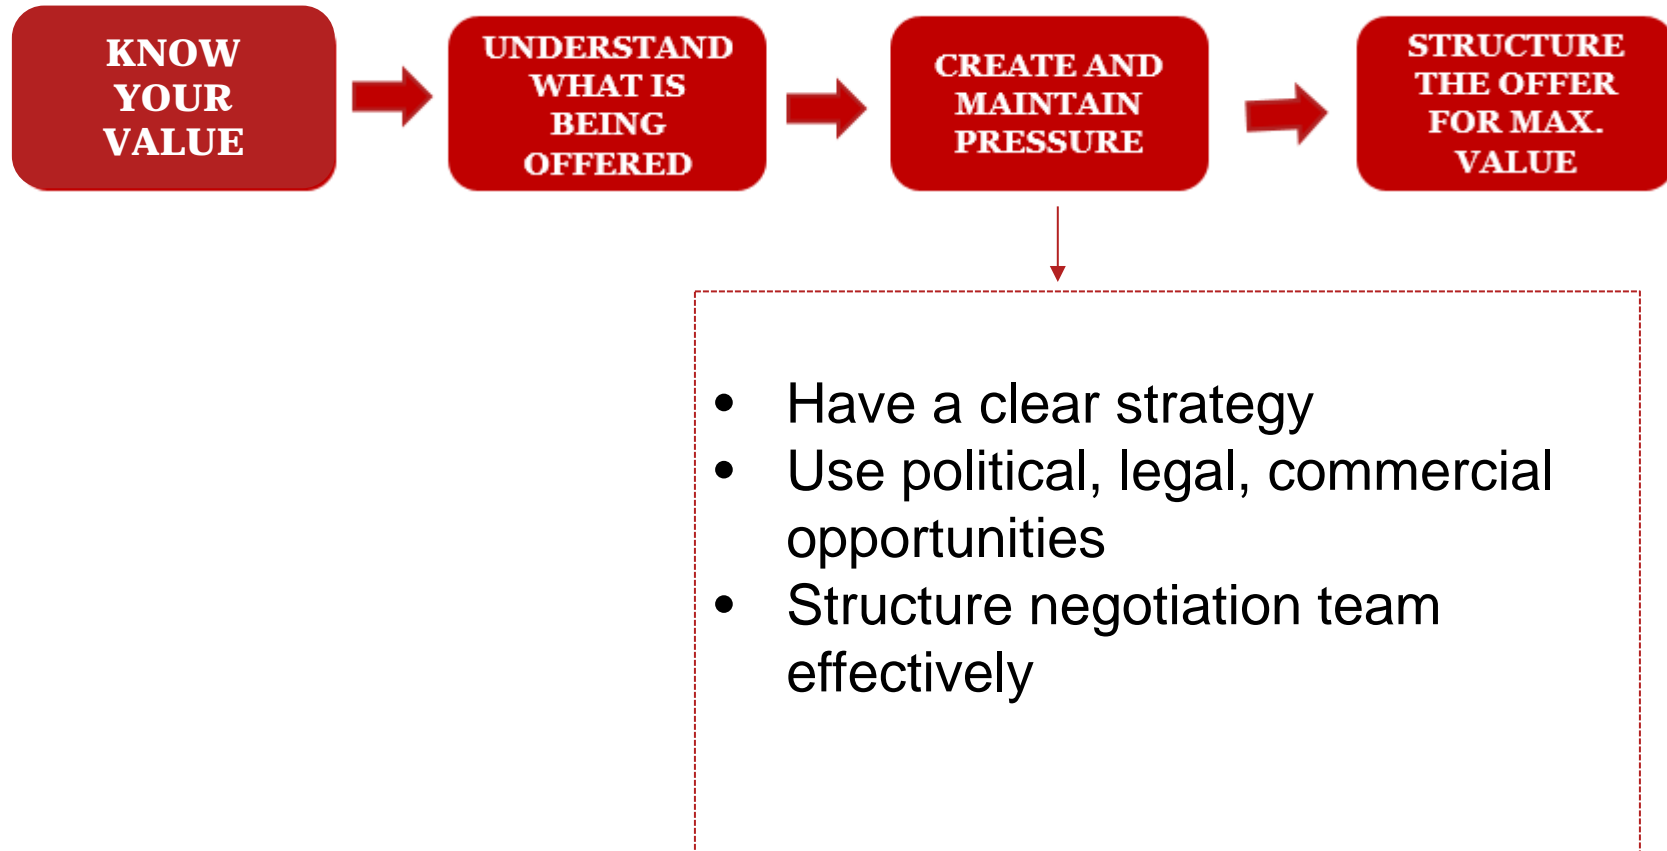 KNOW
YOUR
VALUE
UNDERSTAND
WHAT IS
BEING
OFFERED
CREATE AND
MAINTAIN
PRESSURE
STRUCTURE
THE OFFER
FOR MAX.
VALUE
• Have a clear strategy
• Use political, legal, commercial
opportunities
• Structure negotiation team
effectively